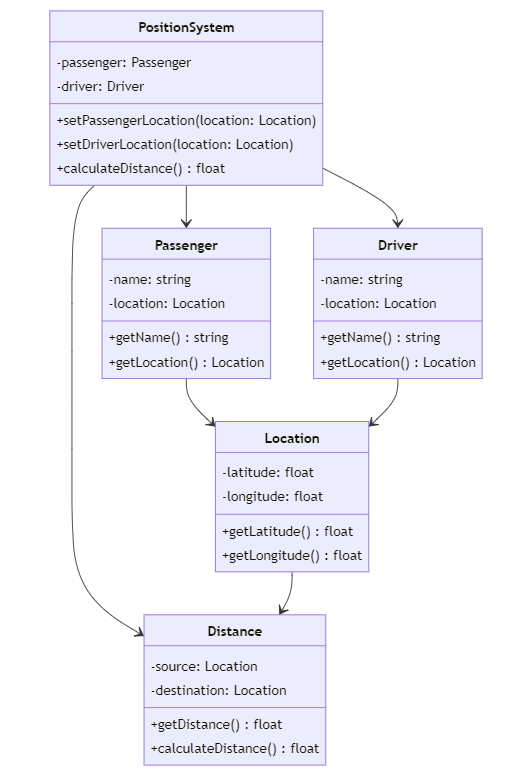 PositionSystem
-passenger: Passenger
-driver: Driver
+setPassengerLocation(location: Location)
+setDriverLocation(location: Location)
+calculateDistance() : float
Passenger
-name: string
-location: Location
+getName() : string
+getLocation() : Location
Driver
-name: string
-location: Location
+getName() : string
+getLocation() : Location
Location
-latitude: float
-longitude: float
+getLatitude() : float
+getLongitude() : float
Distance
-source: Location
-destination: Location
+getDistance() : float
+calculateDistance() : float